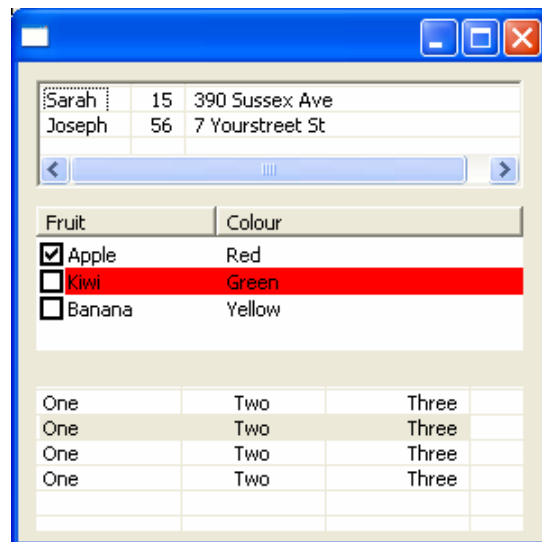 Sarah 15 390 Sussex Ave
Joseph 56 7 Yourstreet St
Fruit Colour
Apple Red
Kiwi Green
Banana Yellow
One Two Three
One Two Three
One Two Three
One Two Three